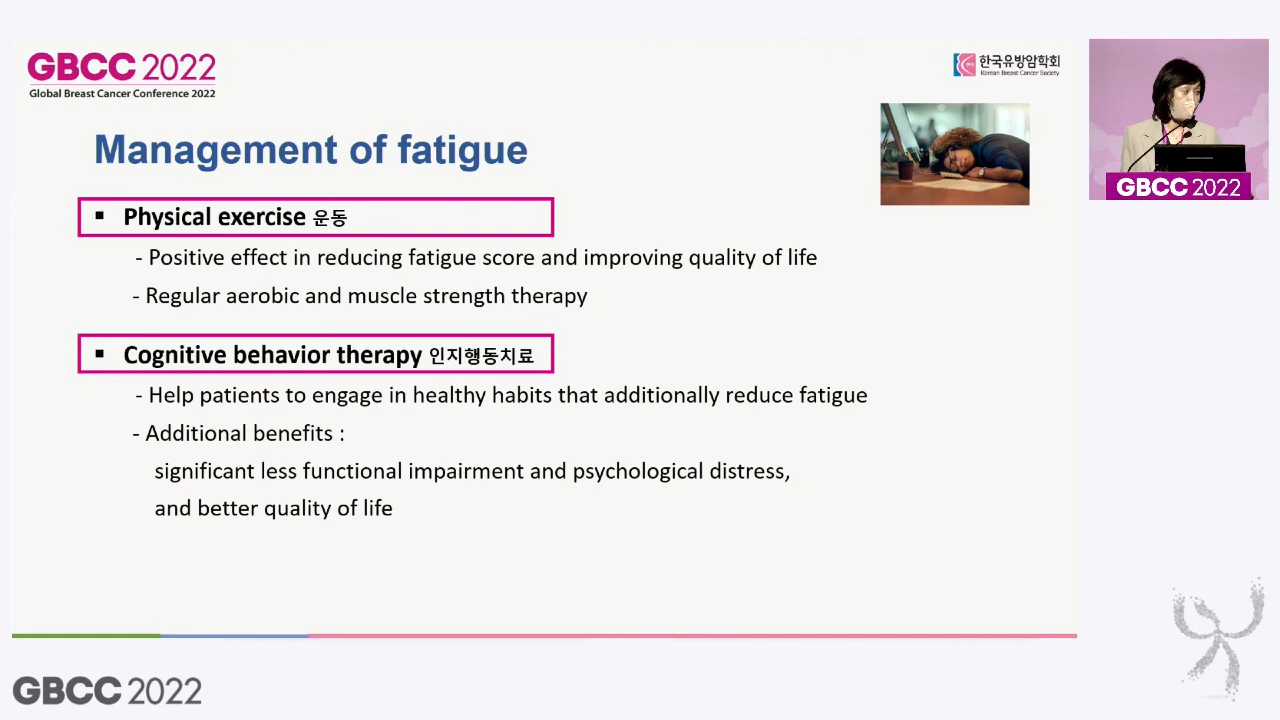 GBCC 2022
Global Breast Cancer Conference 2022
한국유방암학회
Korean Breast Cancer Society
Management of fatigue
▪ Physical exercise 운동
- Positive effect in reducing fatigue score and improving quality of life
- Regular aerobic and muscle strength therapy
▪ Cognitive behavior therapy 인지행동치료
- Help patients to engage in healthy habits that additionally reduce fatigue
- Additional benefits :
significant less functional impairment and psychological distress,
and better quality of life
GBCC 2022
GBCC 2022